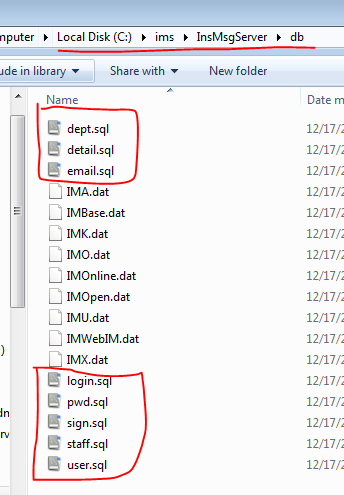 mputer ▸ Local Disk (C:) ▸ ims ▸ InsMsgServer ▸ db
ude in library ▾ Share with ▾ New folder
Name Date m
dept.sql 12/17/2
detail.sql 12/17/2
email.sql 12/17/2
IMA.dat 12/17/2
IMBase.dat 12/17/2
IMK.dat 12/17/2
IMO.dat 12/17/2
IMOnline.dat 12/17/2
IMOpen.dat 12/17/2
IMU.dat 12/17/2
IMWebIM.dat 12/17/2
IMX.dat 12/17/2
) login.sql 12/17/2
pwd.sql 12/17/2
dn sign.sql 12/17/2
erv staff.sql 12/17/2
user.sql 12/17/2